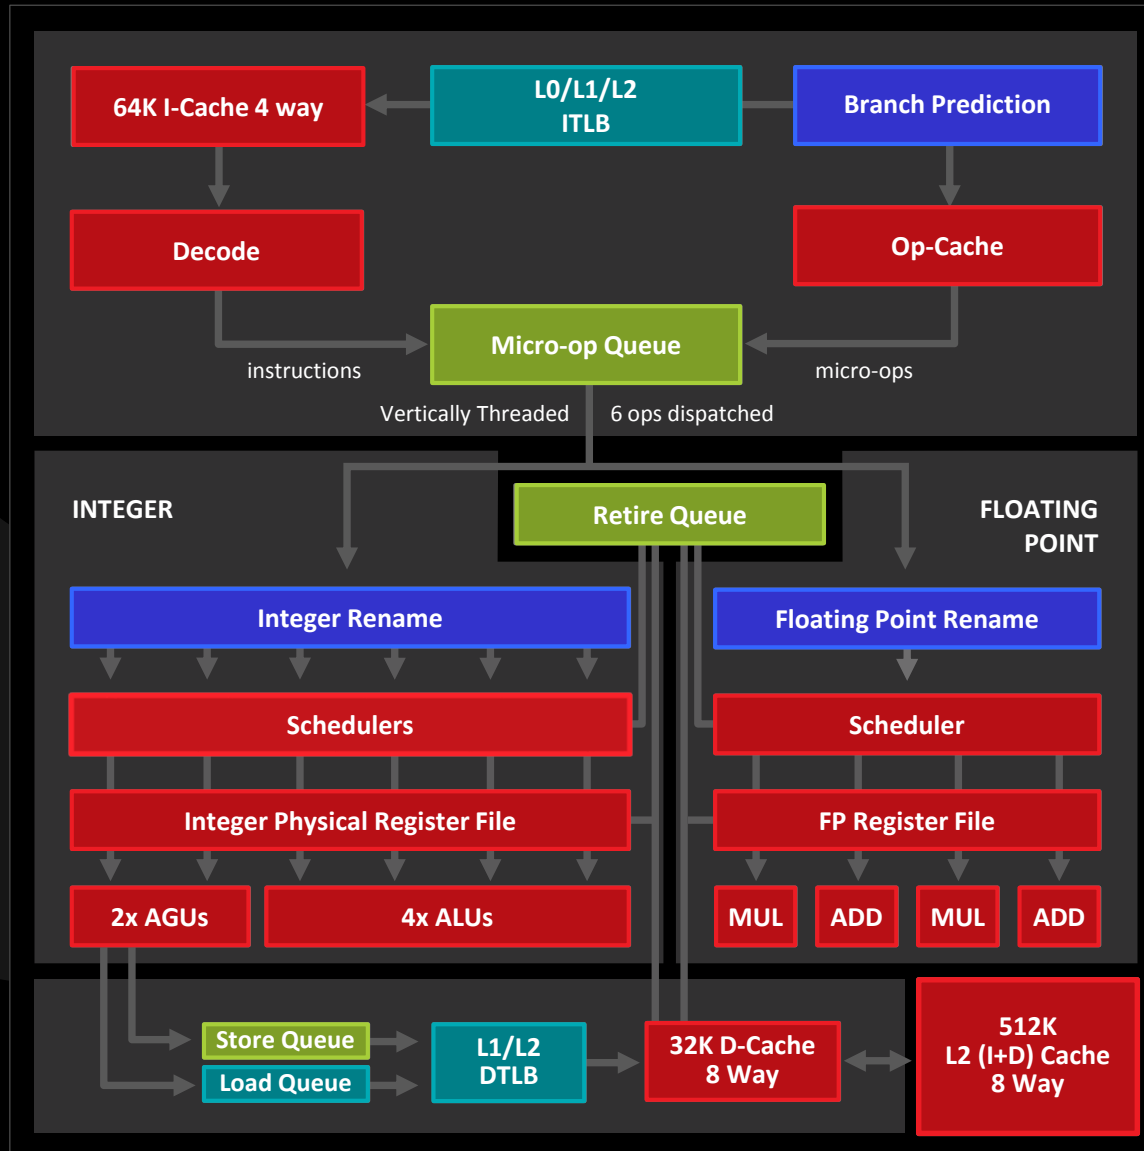 64K I-Cache 4 way
L0/L1/L2
ITLB
Branch Prediction
Decode
Op-Cache
Micro-op Queue
instructions
micro-ops
Vertically Threaded
6 ops dispatched
INTEGER
Retire Queue
FLOATING
POINT
Integer Rename
Floating Point Rename
Schedulers
Scheduler
Integer Physical Register File
FP Register File
2x AGUs
4x ALUs
MUL
ADD
MUL
ADD
Store Queue
Load Queue
L1/L2
DTLB
32K D-Cache
8 Way
512K
L2 (I+D) Cache
8 Way